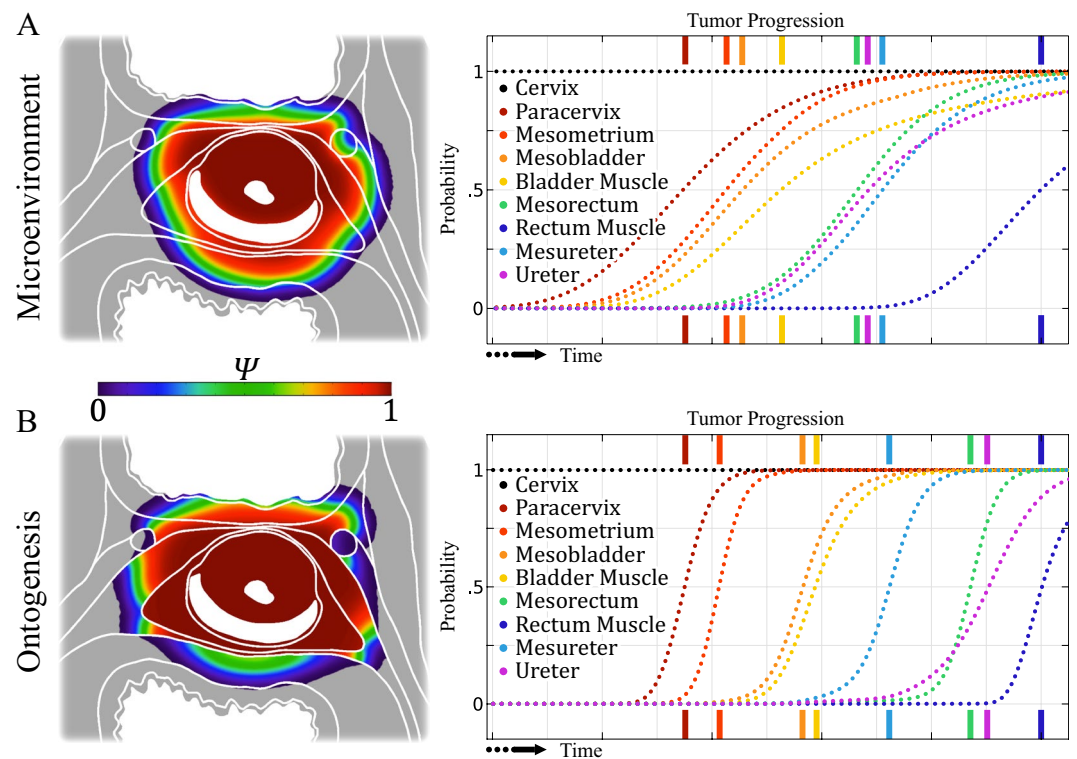 A
Microenvironment
Tumor Progression
Probability
1
0.5
0
Cervix
Paracervix
Mesometrium
Mesobladder
Bladder Muscle
Mesorectum
Rectum Muscle
Mesureter
Ureter
Time
Ψ
0 1
B
Ontogenesis
Tumor Progression
Probability
1
0.5
0
Cervix
Paracervix
Mesometrium
Mesobladder
Bladder Muscle
Mesorectum
Rectum Muscle
Mesureter
Ureter
Time